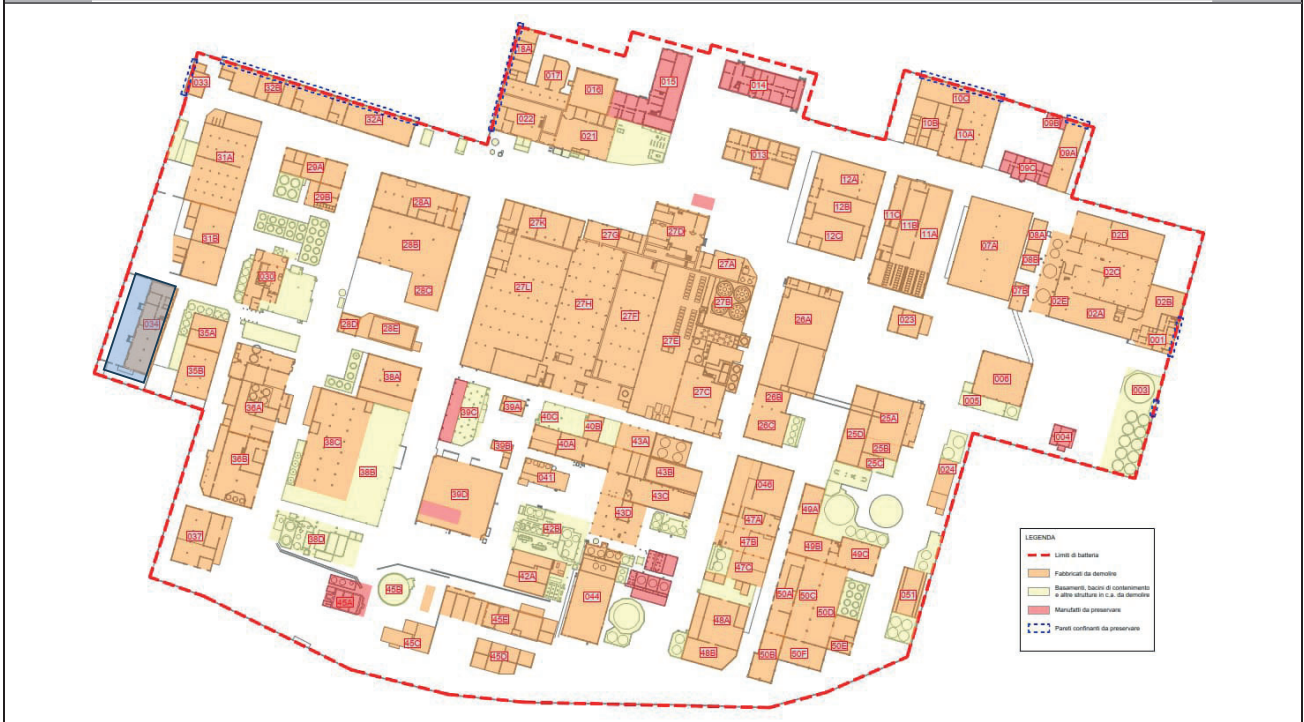 18A
017
016
015
014
033
32B
32A
022
021
10C
10B
10A
09B
09A
09C
013
31A
29A
29B
28A
12A
12B
12C
11C
11B
11A
31B
28B
27K
27G
27D
27A
07A
08A
08B
02D
02C
030
28C
27L
27H
27F
27B
07B
02E
02A
02B
001
034
35A
28D
28E
27E
26A
023
35B
38A
27C
006
005
003
36A
39C
39A
40C
40B
26B
26C
25A
25D
25B
25C
004
38C
36B
38B
39B
40A
43A
43B
43C
041
39D
046
024
43D
47A
49A
037
38D
42B
47B
49B
49C
47C
42A
044
45A
45B
50A
50C
50D
051
45E
48A
45C
45D
48B
50B
50F
50E
LEGENDA
Limiti di batteria
Fabbricati da demolire
Basamenti, bacini di contenimento
e altre strutture in c.a. da demolire
Manufatti da preservare
Pareti confinanti da preservare